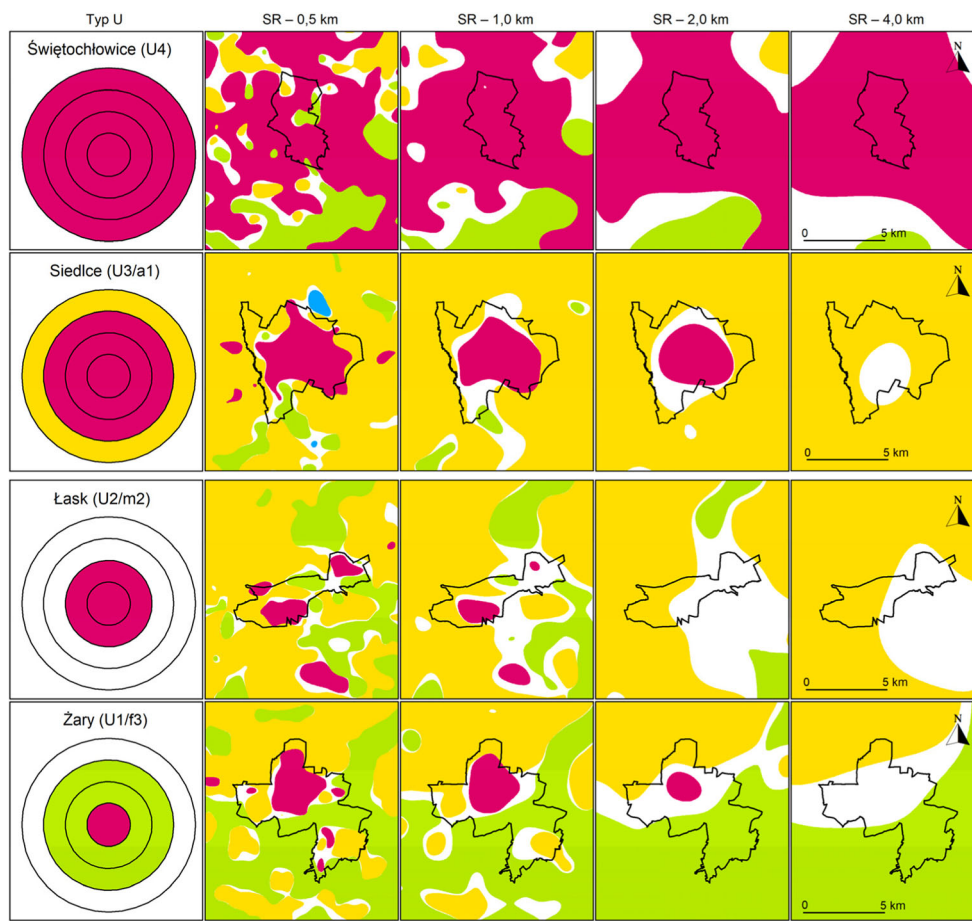 Typ U SR – 0,5 km SR – 1,0 km SR – 2,0 km SR – 4,0 km
Świętochłowice (U4)
N
0 5 km
Siedlce (U3/a1)
N
0 5 km
Łask (U2/m2)
N
0 5 km
Żary (U1/f3)
N
0 5 km